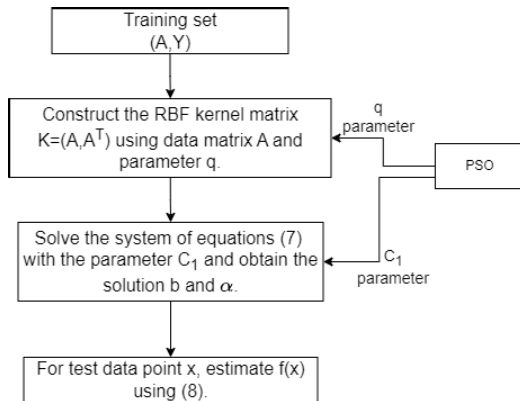 Training set
(A,Y)
Construct the RBF kernel matrix
K=(A,Aᵀ) using data matrix A and
parameter q.
q
parameter
PSO
Solve the system of equations (7)
with the parameter C₁ and obtain the
solution b and α.
C₁
parameter
For test data point x, estimate f(x)
using (8).